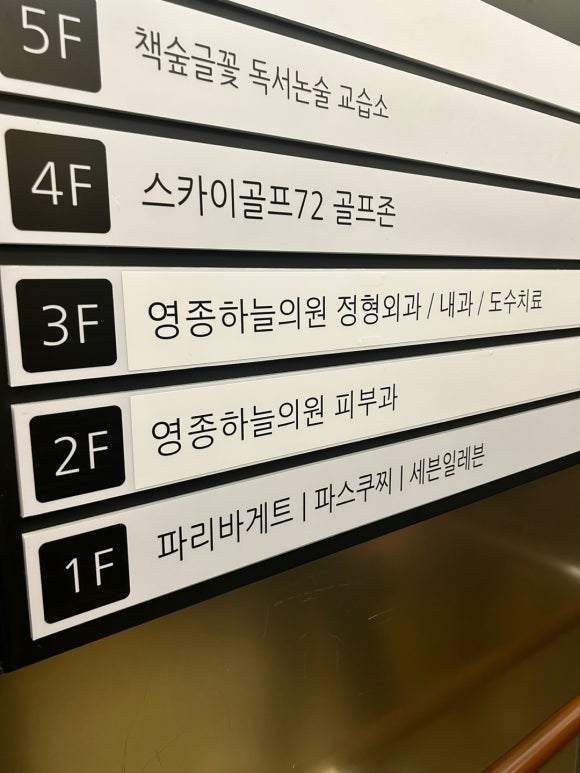 5F 책숲글꽃 독서논술 교습소
4F 스카이골프72 골프존
3F 영종하늘의원 정형외과 / 내과 / 도수치료
2F 영종하늘의원 피부과
1F 파리바게트 | 파스쿠찌 | 세븐일레븐